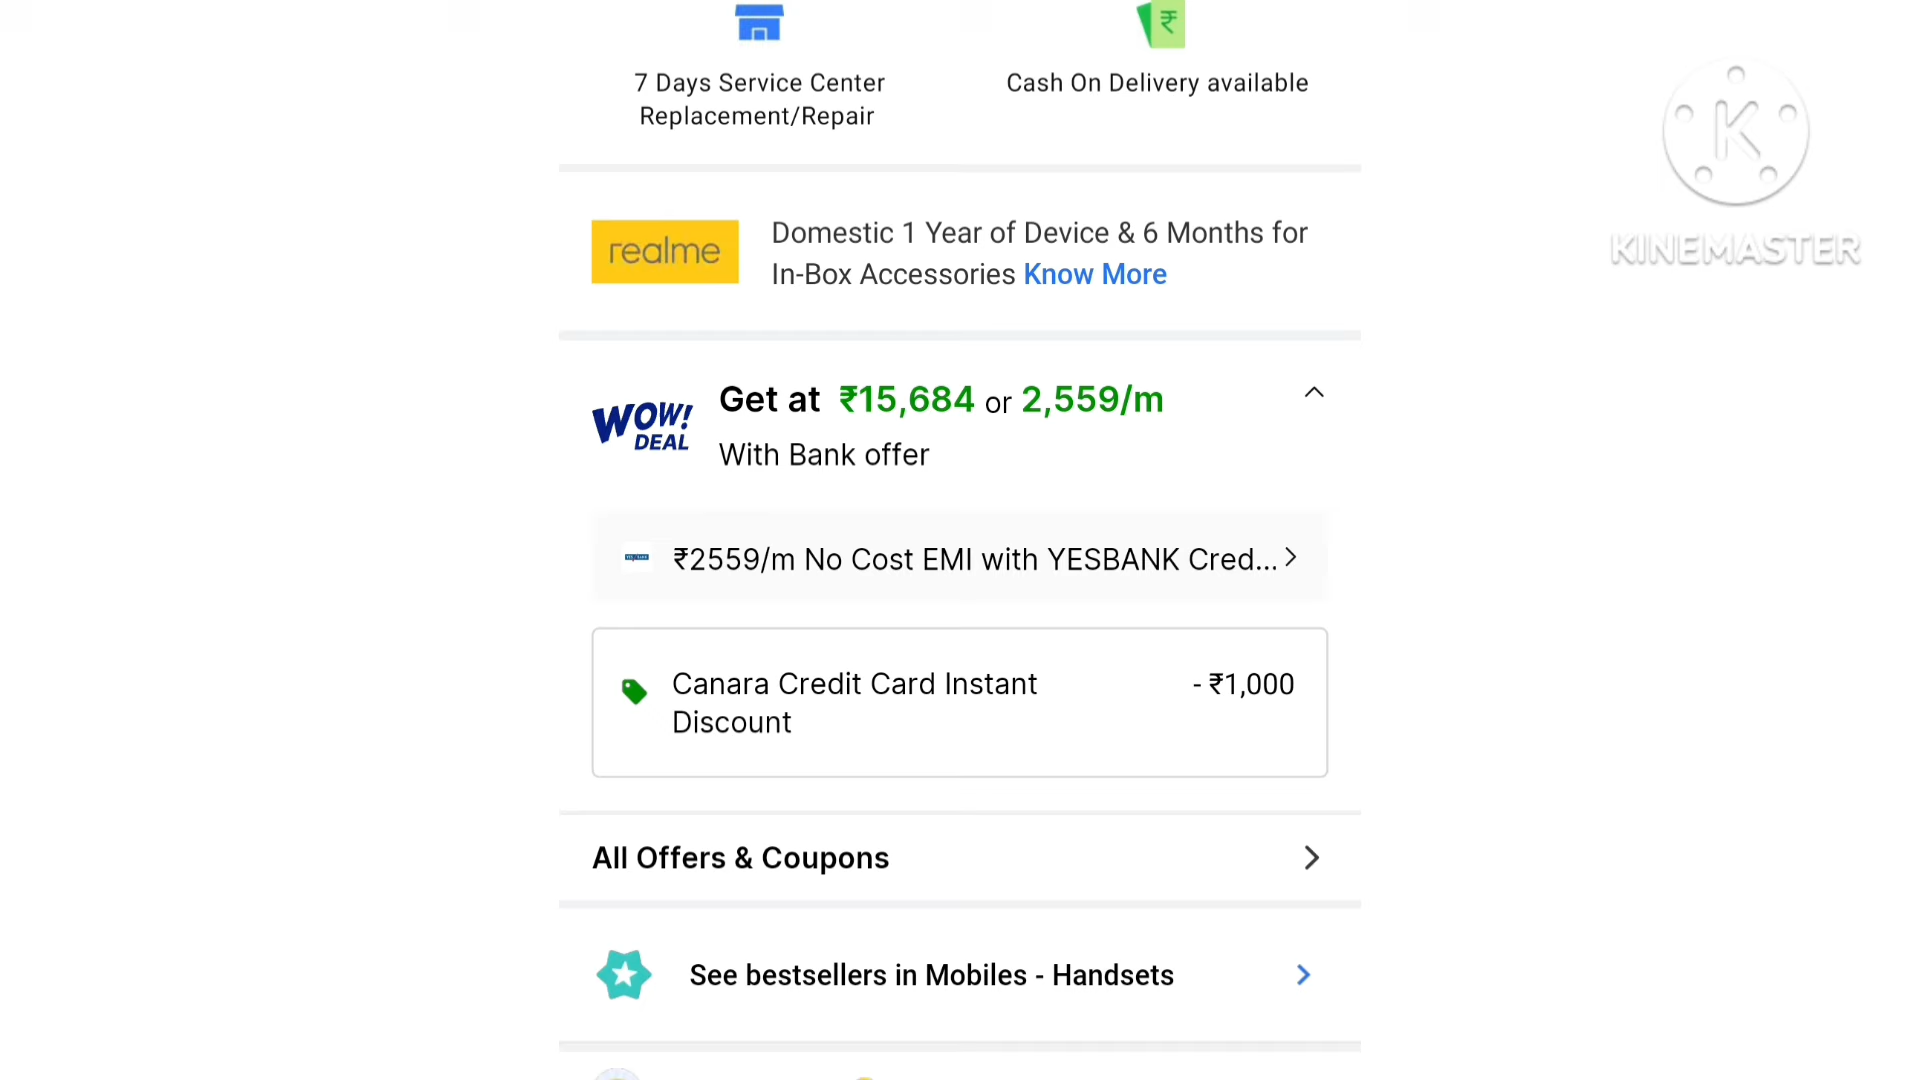 7 Days Service Center
Replacement/Repair
Cash On Delivery available
realme
Domestic 1 Year of Device & 6 Months for
In-Box Accessories Know More
WOW!
DEAL
Get at ₹15,684 or 2,559/m
With Bank offer
₹2559/m No Cost EMI with YESBANK Cred...
Canara Credit Card Instant
Discount
- ₹1,000
All Offers & Coupons
See bestsellers in Mobiles - Handsets
K
KINEMASTER